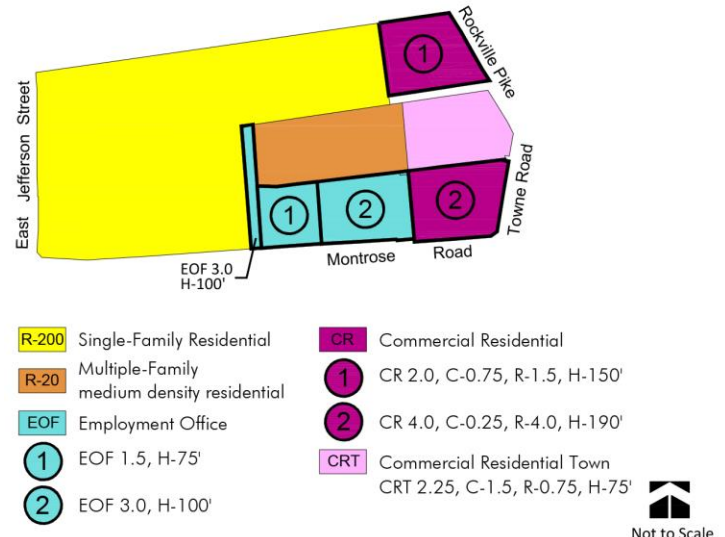 1
Rockville Pike
East Jefferson Street
1
2
2
Towne Road
EOF 3.0
H-100'
Montrose Road
R-200 Single-Family Residential
R-20 Multiple-Family
medium density residential
EOF Employment Office
1 EOF 1.5, H-75'
2 EOF 3.0, H-100'
CR Commercial Residential
1 CR 2.0, C-0.75, R-1.5, H-150'
2 CR 4.0, C-0.25, R-4.0, H-190'
CRT Commercial Residential Town
CRT 2.25, C-1.5, R-0.75, H-75'
Not to Scale